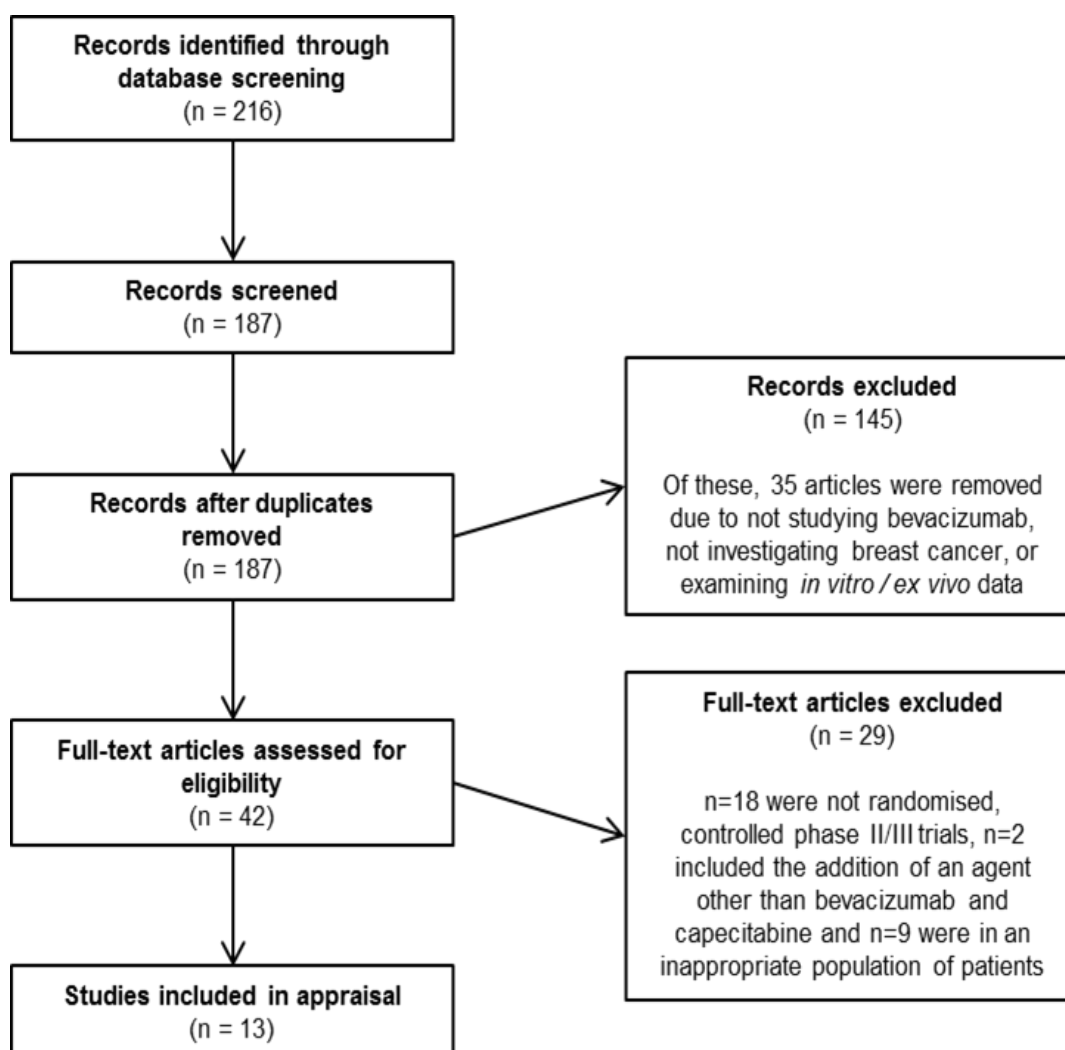 Records identified through
database screening
(n = 216)
Records screened
(n = 187)
Records excluded
(n = 145)
Of these, 35 articles were removed
due to not studying bevacizumab,
not investigating breast cancer, or
examining in vitro / ex vivo data
Records after duplicates
removed
(n = 187)
Full-text articles assessed for
eligibility
(n = 42)
Full-text articles excluded
(n = 29)
n=18 were not randomised,
controlled phase II/III trials, n=2
included the addition of an agent
other than bevacizumab and
capecitabine and n=9 were in an
inappropriate population of patients
Studies included in appraisal
(n = 13)